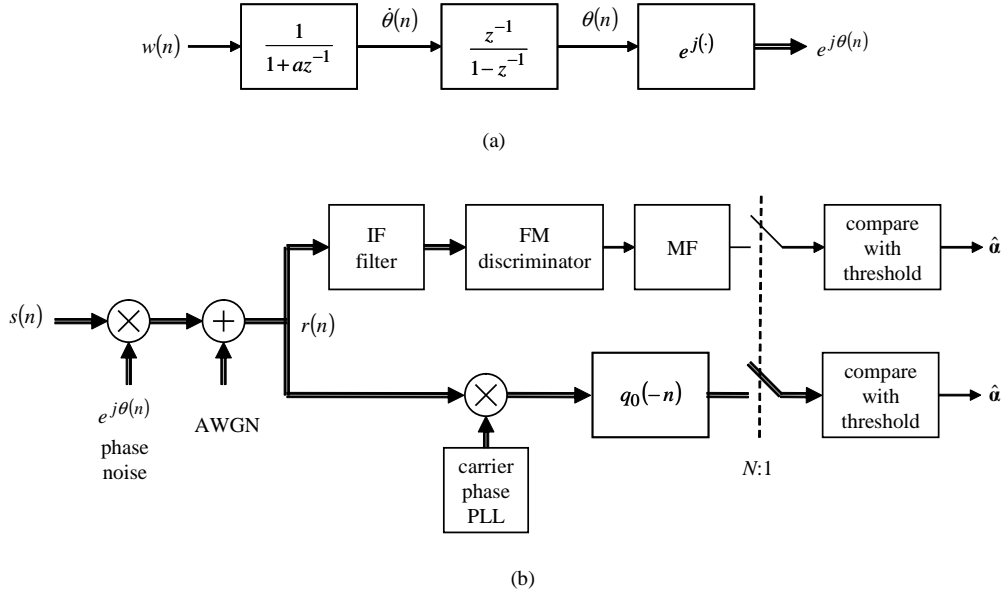 w(n)
1
1+az⁻¹
θ̇(n)
z⁻¹
1− z⁻¹
θ(n)
e^{j(·)}
e^{jθ(n)}
(a)
IF
filter
FM
discriminator
MF
compare
with
threshold
α̂
s(n)
×
+
r(n)
e^{jθ(n)}
phase
noise
AWGN
×
carrier
phase
PLL
q₀(−n)
N:1
compare
with
threshold
α̂
(b)